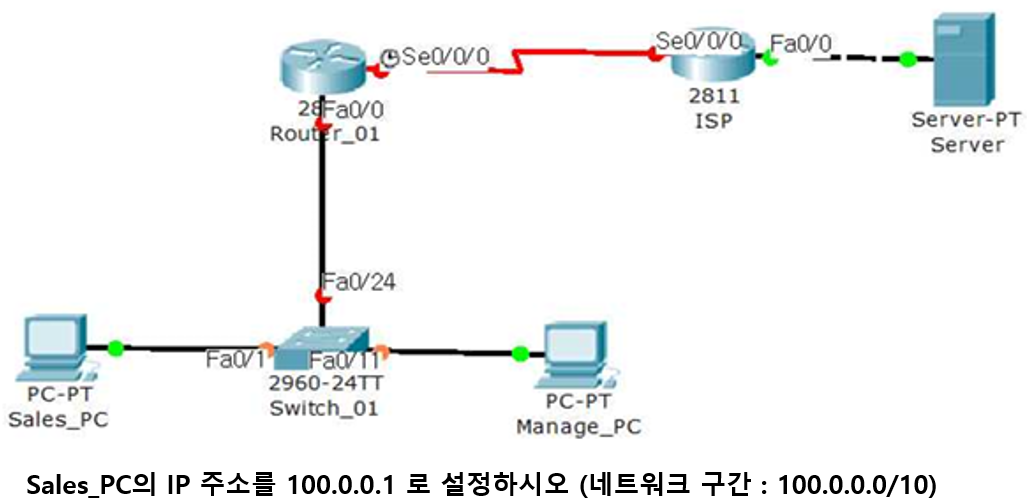 Se0/0/0
Se0/0/0
Fa0/0
2811
ISP
Server-PT
Server
28
Fa0/0
Router_01
Fa0/24
Fa0/1
Fa0/11
2960-24TT
Switch_01
PC-PT
Sales_PC
PC-PT
Manage_PC
Sales_PC의 IP 주소를 100.0.0.1 로 설정하시오 (네트워크 구간 : 100.0.0.0/10)